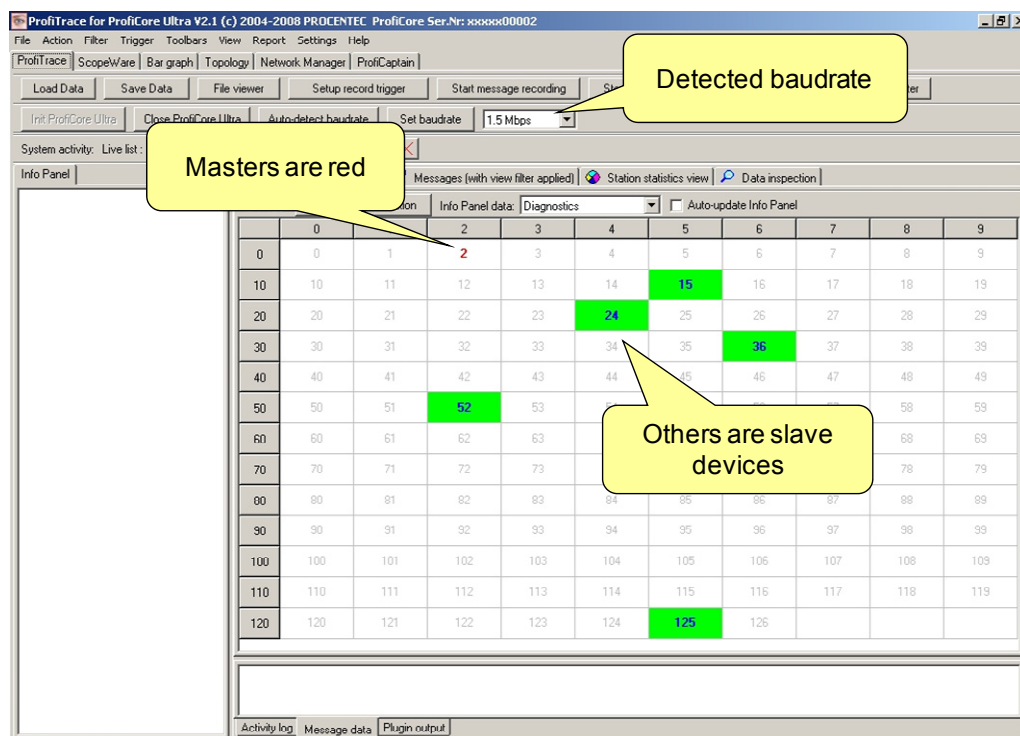 ProfiTrace for ProfiCore Ultra V2.1 (c) 2004-2008 PROCENTEC ProfiCore Ser.Nr: xxxxx00002
File Action Filter Trigger Toolbars View Report Settings Help
ProfiTrace ScopeWare Bar graph Topology Network Manager ProfiCaptain
Load Data Save Data File viewer Setup record trigger Start message recording
Detected baudrate
Init ProfiCore Ultra Close ProfiCore Ultra Auto-detect baudrate Set baudrate 1.5 Mbps
System activity: Live list :
Masters are red
Info Panel Messages (with view filter applied) Station statistics view Data inspection
Info Panel data: Diagnostics Auto-update Info Panel
0 2 3 4 5 6 7 8 9
0 0 1 2 3 4 5 6 7 8 9
10 10 11 12 13 14 15 16 17 18 19
20 20 21 22 23 24 25 26 27 28 29
30 30 31 32 33 34 35 36 37 38 39
40 40 41 42 43 44 45 46 47 48 49
50 50 51 52 53 58 59
60 60 61 62 63 68 69
70 70 71 72 73 78 79
80 80 81 82 83 84 85 86 87 88 89
90 90 91 92 93 94 95 96 97 98 99
100 100 101 102 103 104 105 106 107 108 109
110 110 111 112 113 114 115 116 117 118 119
120 120 121 122 123 124 125 126
Others are slave
devices
Activity log Message data Plugin output